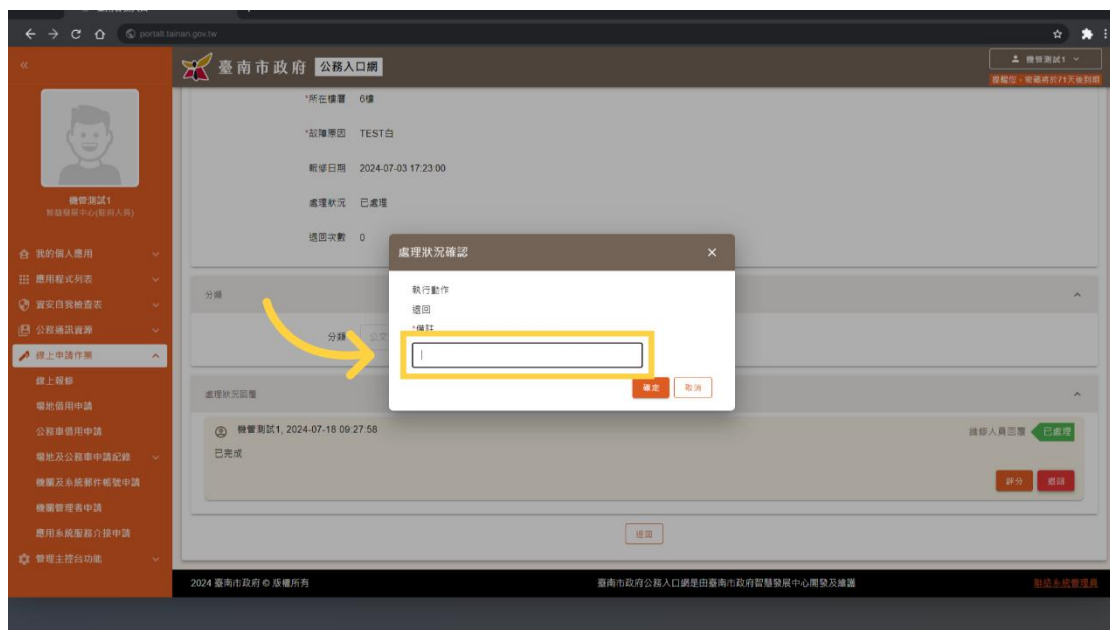 portalt.tainan.gov.tw
臺南市政府 公務入口網
機管測試1
提醒您,密碼將於71天後到期
機管測試1
智慧發展中心(報府人員)
我的個人應用
應用程式列表
資安自我檢查表
公務通訊資源
線上申請作業
線上報修
場地借用申請
公務車借用申請
場地及公務車申請紀錄
機關及系統郵件帳號申請
機關管理者申請
應用系統服務介接申請
管理主控台功能
*所在樓層 6樓
*故障原因 TEST白
報修日期 2024-07-03 17:23:00
處理狀況 已處理
退回次數 0
分類
分類 公文
處理狀況確認
執行動作
退回
*備註
確定 取消
處理狀況回覆
機管測試1, 2024-07-18 09:27:58
維修人員回覆 已處理
已完成
評分 退回
返回
2024 臺南市政府 © 版權所有
臺南市政府公務入口網是由臺南市政府智慧發展中心開發及維護
聯絡系統管理員